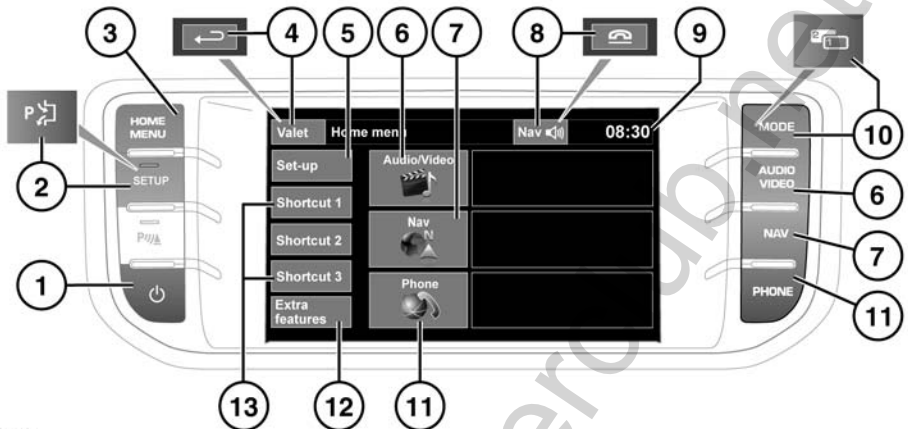 3
4
5
6
7
8
9
10
P
2
1
HOME
MENU
Valet
Home menu
Nav
08:30
MODE
SETUP
Set-up
Audio/Video
AUDIO
VIDEO
2
6
Shortcut 1
Nav
N
P
Shortcut 2
NAV
7
1
Shortcut 3
Phone
PHONE
Extra
features
11
13
12
11